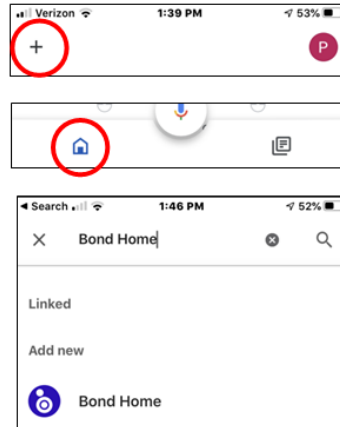 Verizon 1:39 PM 53%
+ P
Search 1:46 PM 52%
Bond Home
Linked
Add new
Bond Home